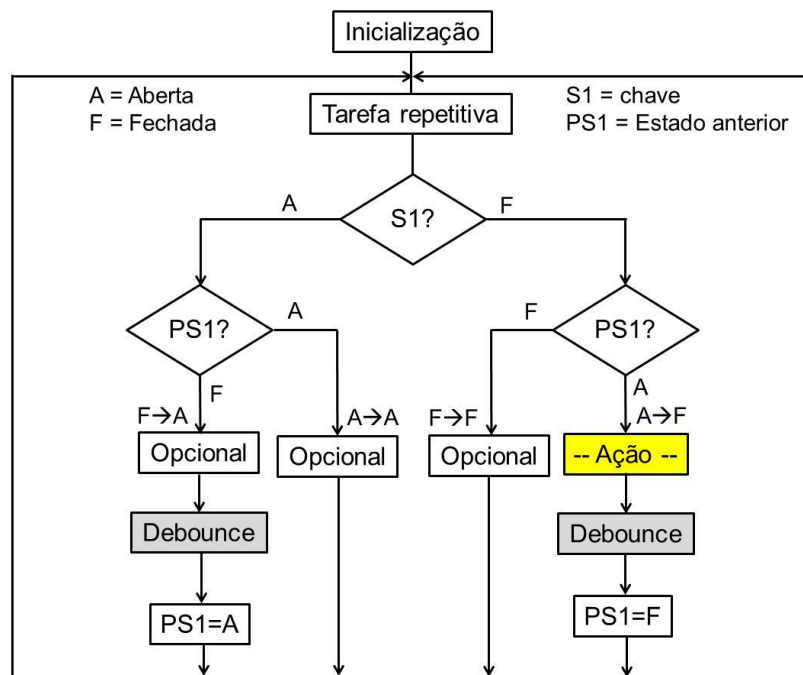 Inicialização
A = Aberta
F = Fechada
S1 = chave
PS1 = Estado anterior
Tarefa repetitiva
A
S1?
F
PS1?
A
F
PS1?
F
F→A
A→A
F→F
A
A→F
Opcional
Opcional
Opcional
-- Ação --
Debounce
Debounce
PS1=A
PS1=F